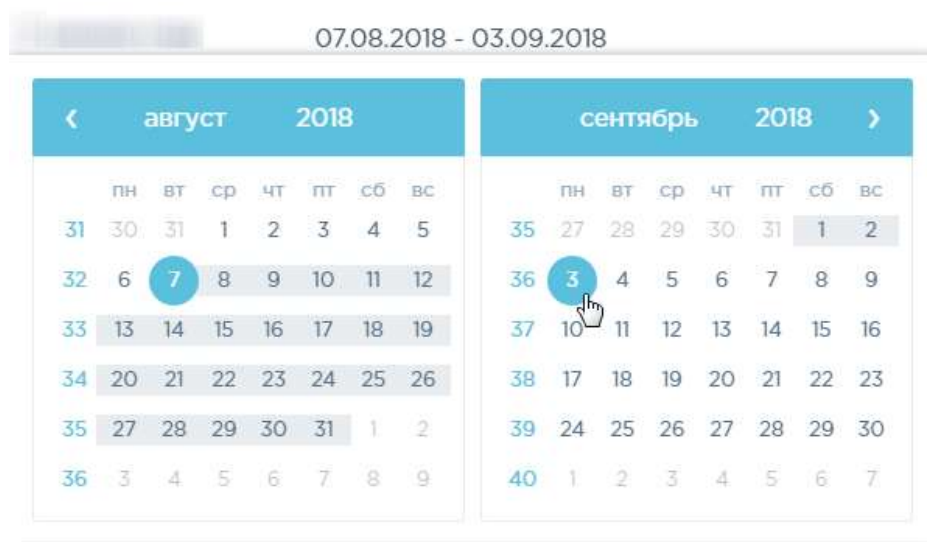 07.08.2018 - 03.09.2018
август 2018
пн вт ср чт пт сб вс
31 30 31 1 2 3 4 5
32 6 7 8 9 10 11 12
33 13 14 15 16 17 18 19
34 20 21 22 23 24 25 26
35 27 28 29 30 31 1 2
36 3 4 5 6 7 8 9
сентябрь 2018
пн вт ср чт пт сб вс
35 27 28 29 30 31 1 2
36 3 4 5 6 7 8 9
37 10 11 12 13 14 15 16
38 17 18 19 20 21 22 23
39 24 25 26 27 28 29 30
40 1 2 3 4 5 6 7